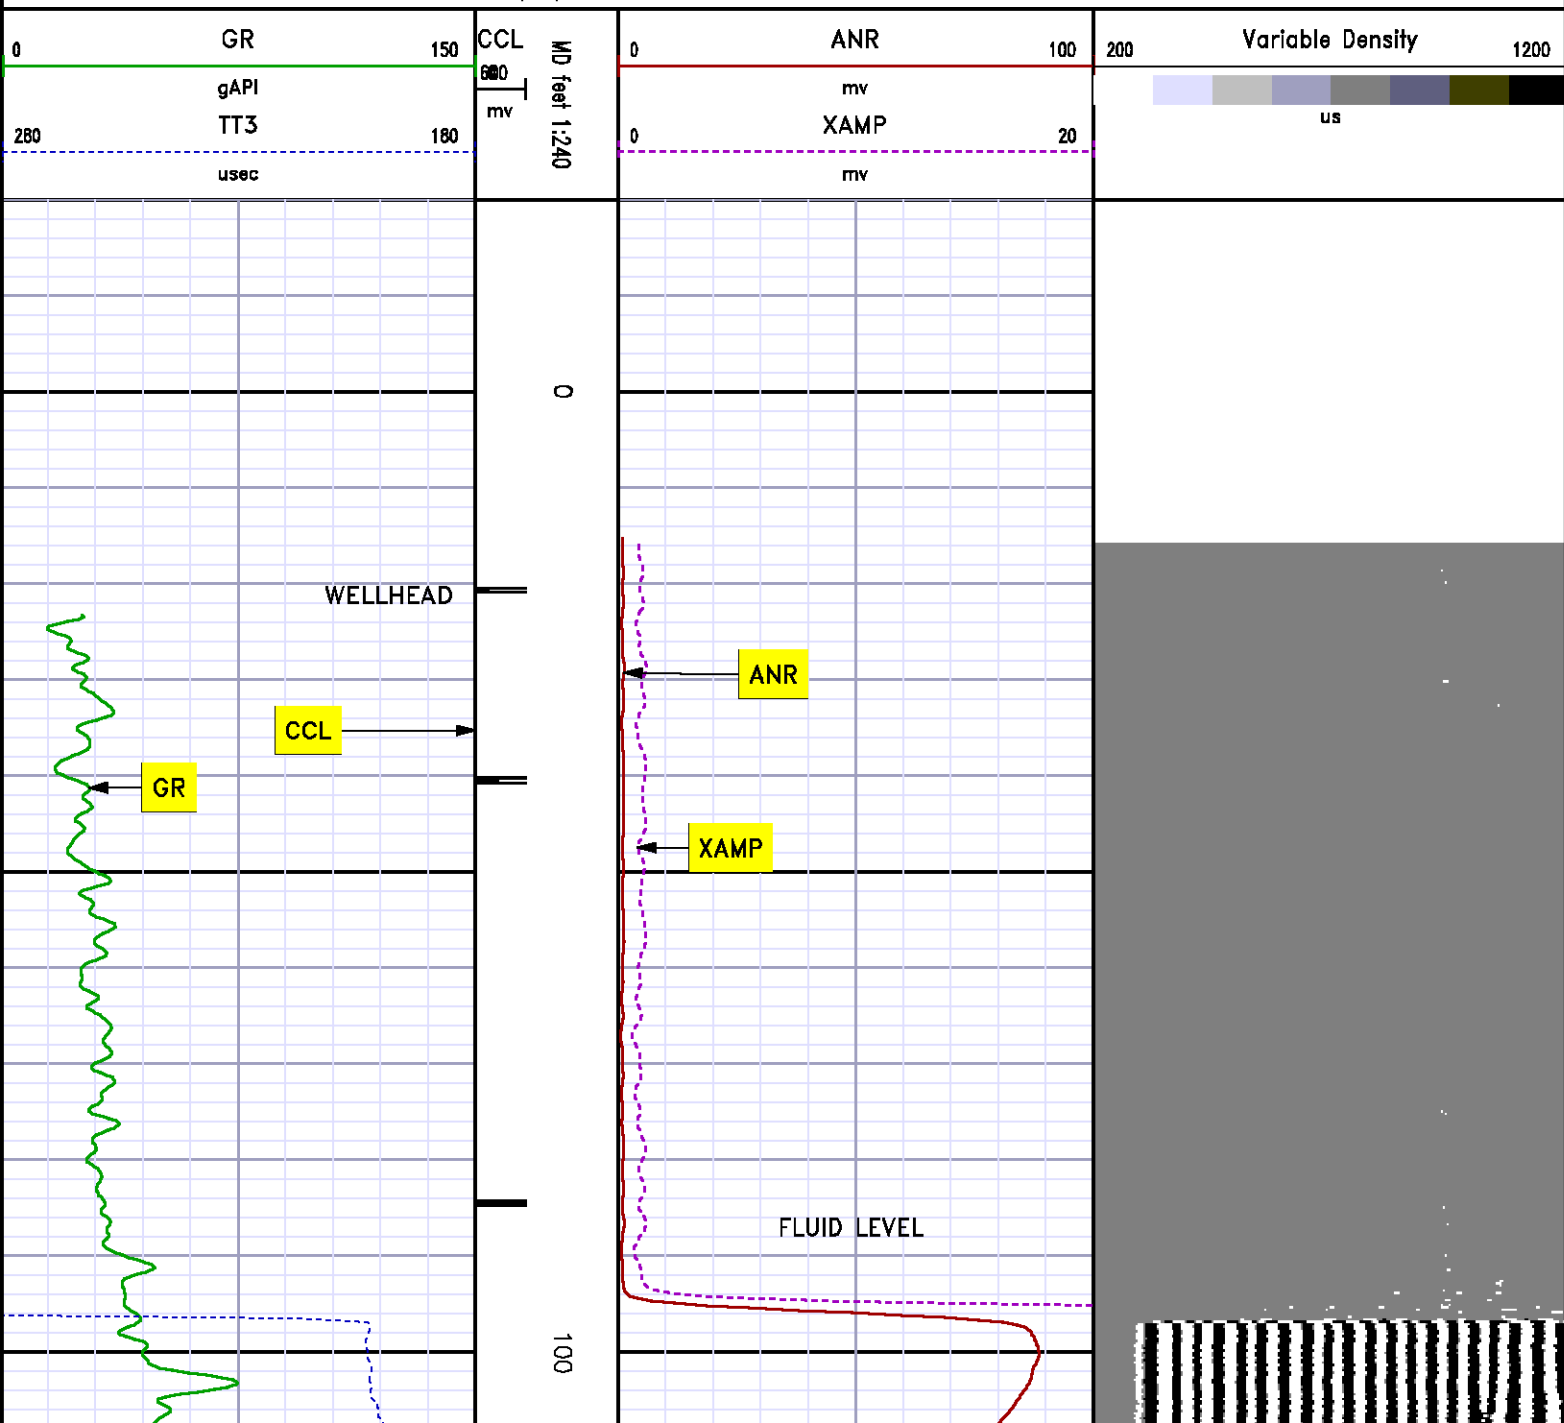 GR
0 150
gAPI
TT3
280 180
usec
CCL
mv
MD feet 1:240
ANR
0 100
mv
XAMP
0 20
mv
Variable Density
200 1200
us
0
WELLHEAD
ANR
CCL
GR
XAMP
FLUID LEVEL
100